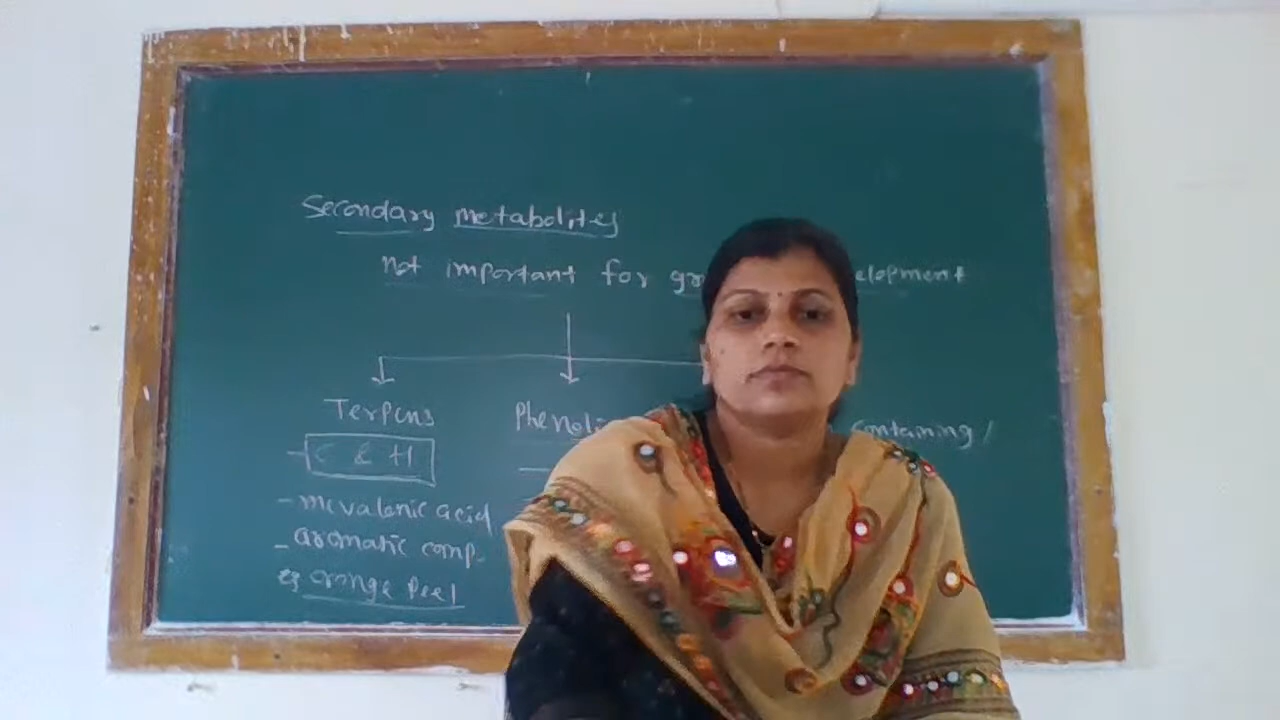 Secondary metabolites
not important for gr elopment
Terpens Phenoli containing /
- C & H
- mevalonic acid
- aromatic comp.
eg orange peel